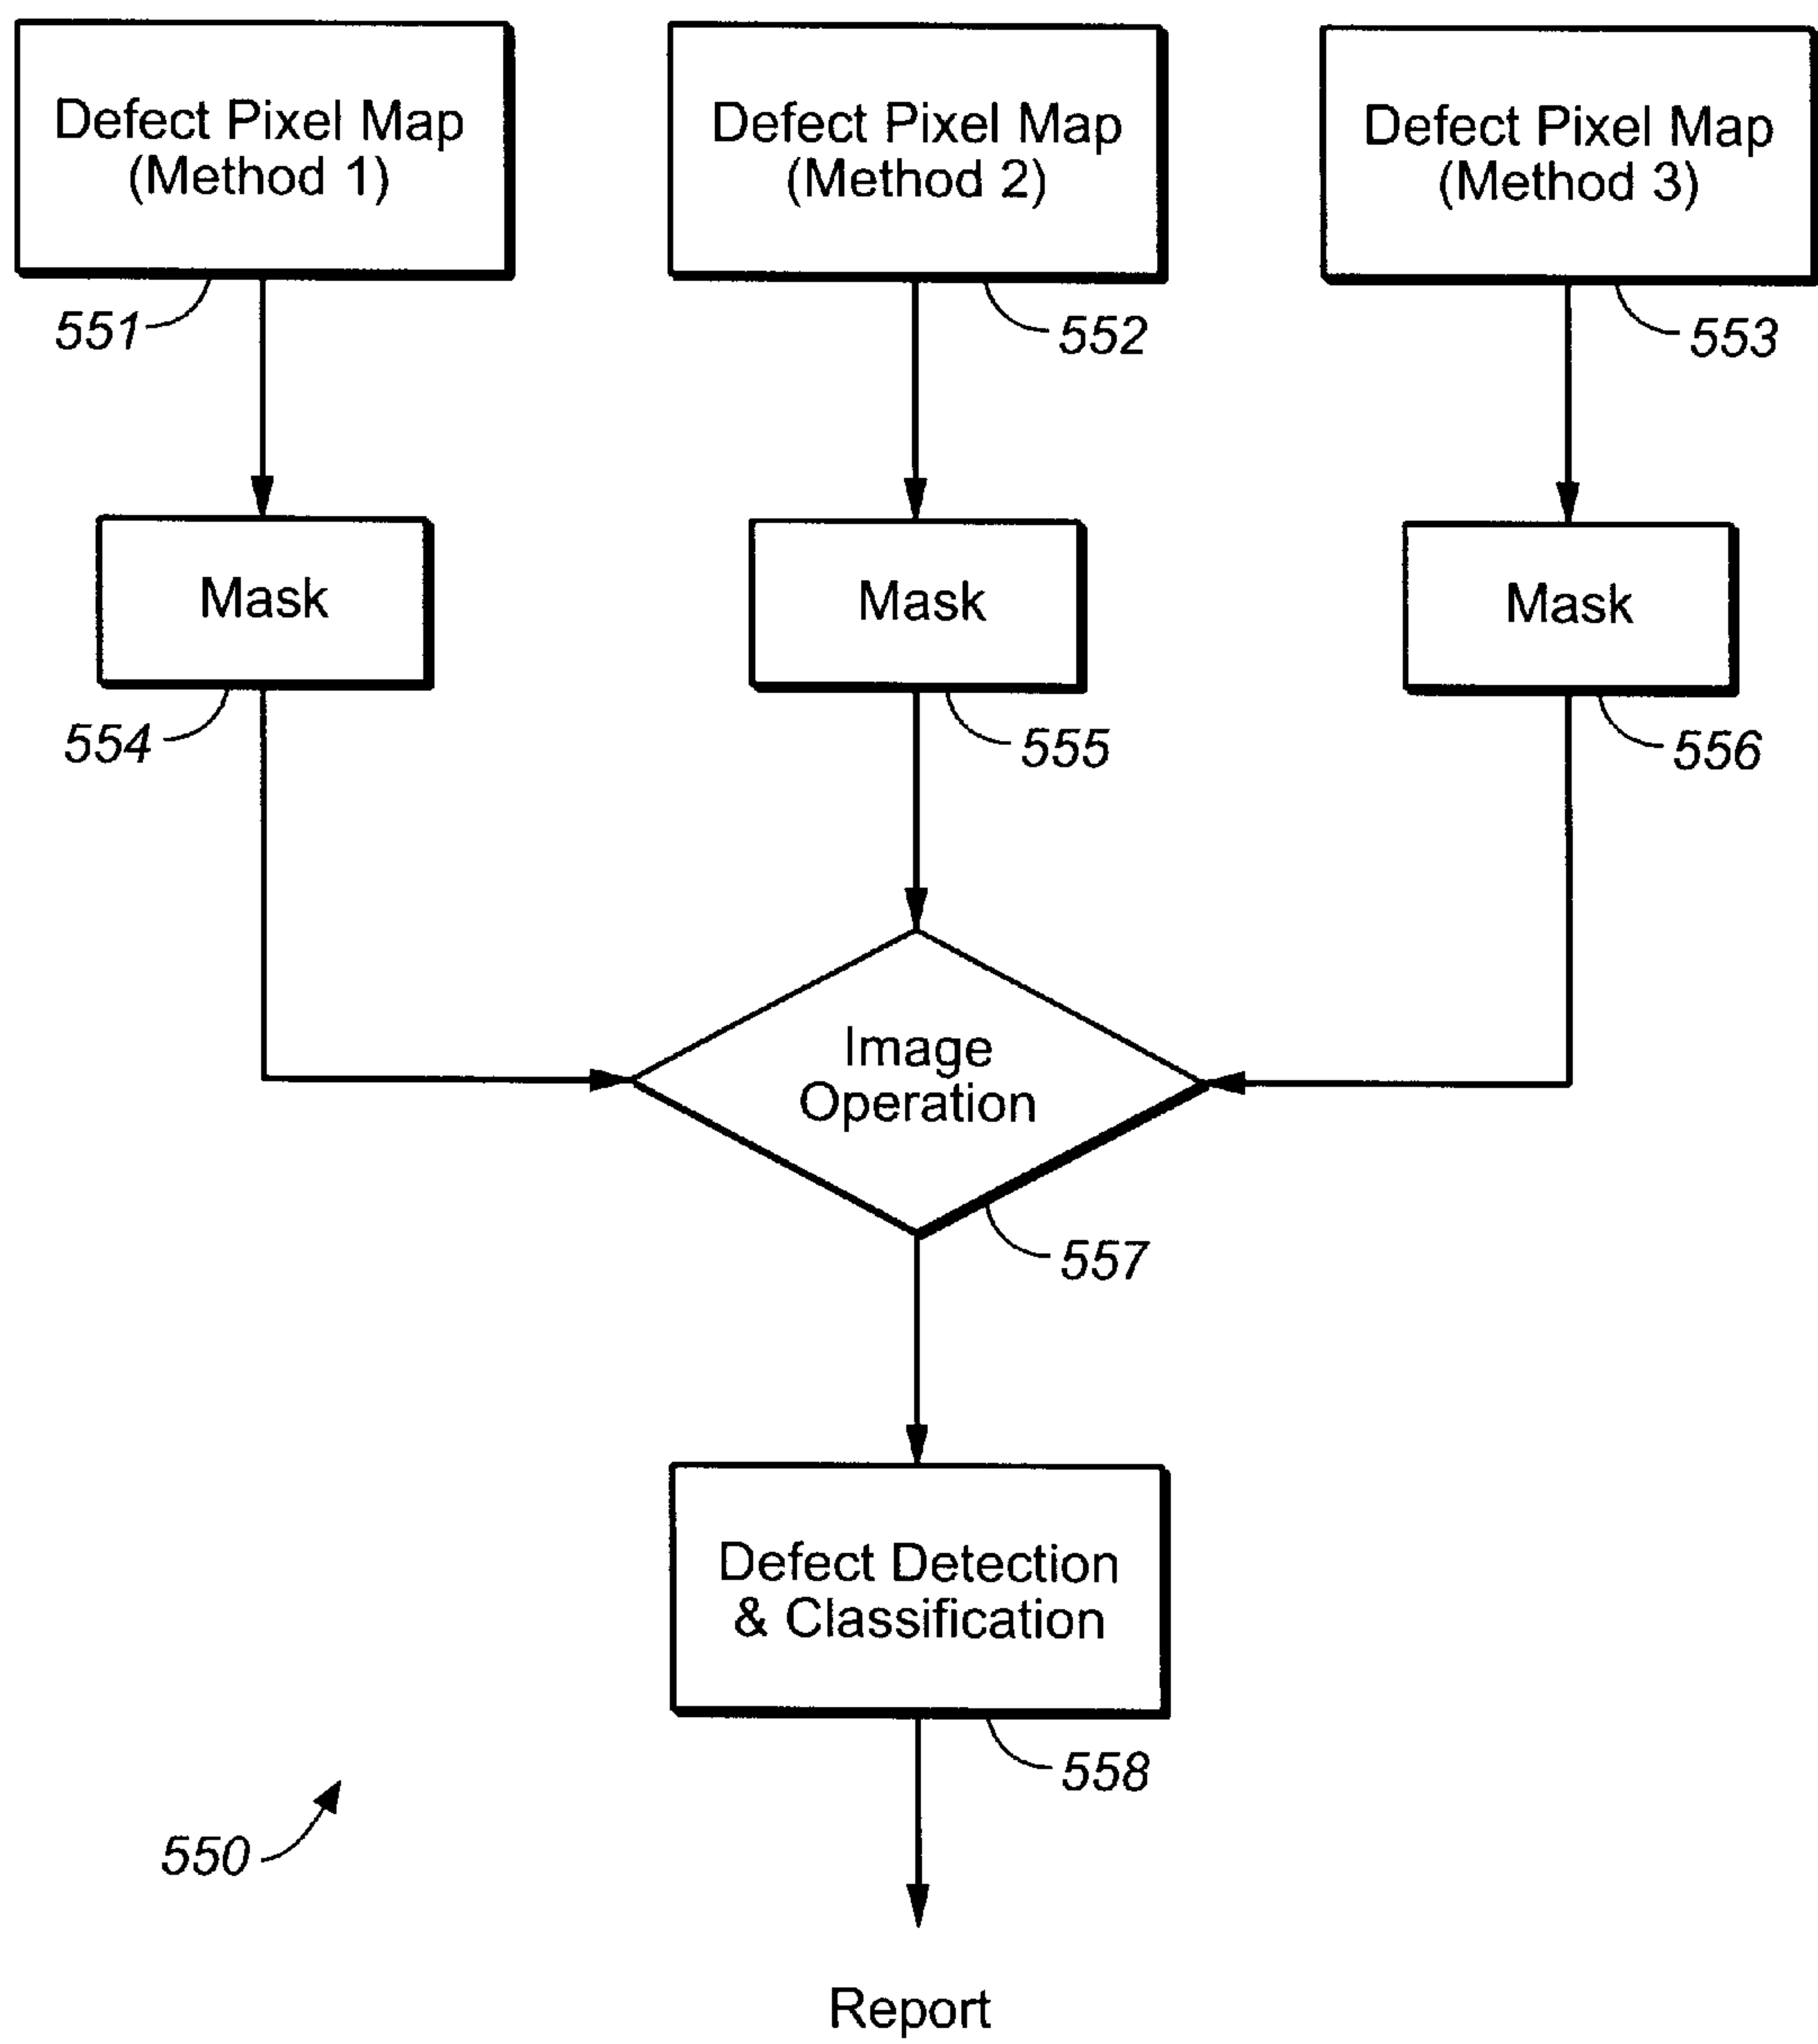 Defect Pixel Map
(Method 1)
Defect Pixel Map
(Method 2)
Defect Pixel Map
(Method 3)
551
552
553
Mask
Mask
Mask
554
555
556
Image
Operation
557
Defect Detection
& Classification
558
550
Report